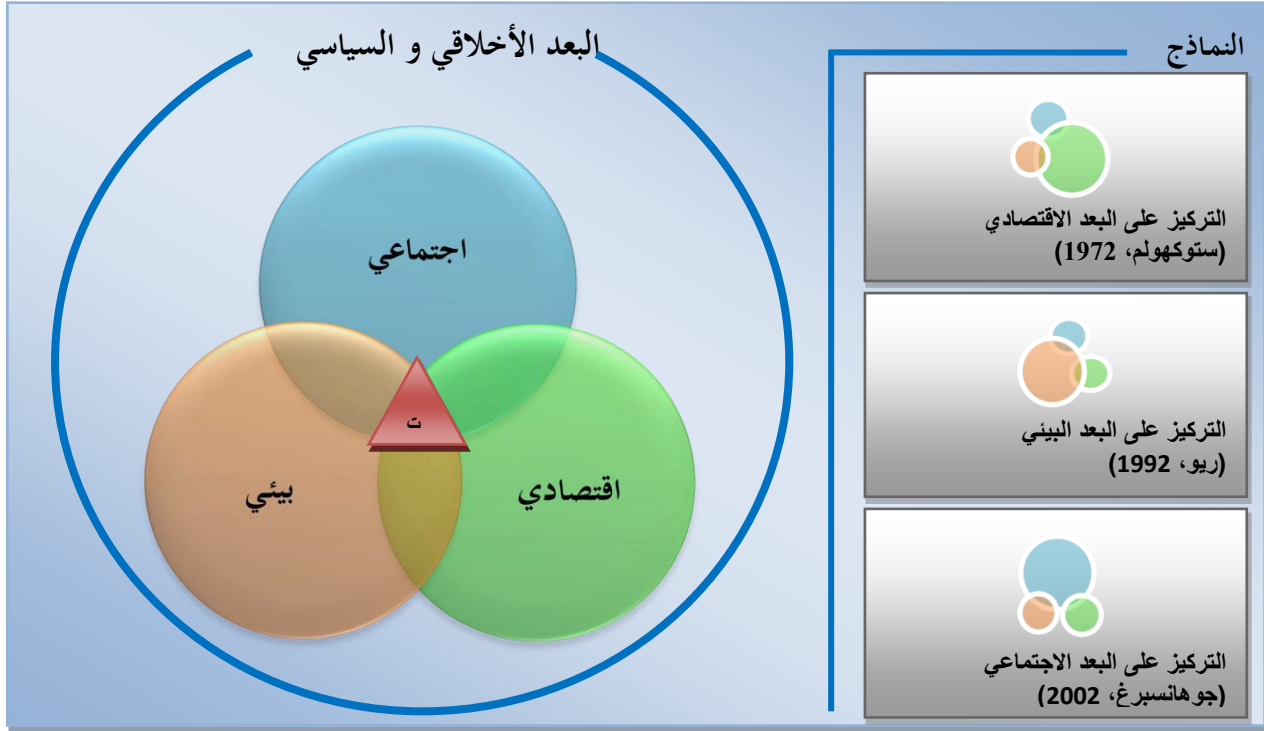 النماذج
البعد الأخلاقي و السياسي
التركيز على البعد الاقتصادي
(ستوكهولم، 1972)
التركيز على البعد البيئي
(ريو، 1992)
التركيز على البعد الاجتماعي
(جوهانسبرغ، 2002)
اجتماعي
اقتصادي
بيئي
ت